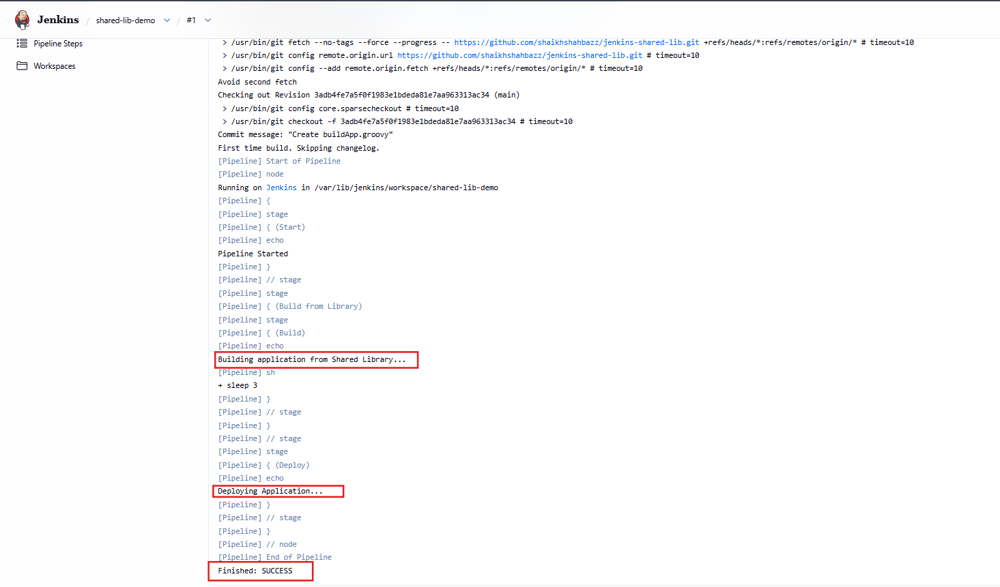 Jenkins / shared-lib-demo / #1
Pipeline Steps
Workspaces
> /usr/bin/git fetch --no-tags --force --progress -- https://github.com/shaikhshahbazz/jenkins-shared-lib.git +refs/heads/*:refs/remotes/origin/* # timeout=10
> /usr/bin/git config remote.origin.url https://github.com/shaikhshahbazz/jenkins-shared-lib.git # timeout=10
> /usr/bin/git config --add remote.origin.fetch +refs/heads/*:refs/remotes/origin/* # timeout=10
Avoid second fetch
Checking out Revision 3adb4fe7a5f0f1983e1bdeda81e7aa963313ac34 (main)
> /usr/bin/git config core.sparsecheckout # timeout=10
> /usr/bin/git checkout -f 3adb4fe7a5f0f1983e1bdeda81e7aa963313ac34 # timeout=10
Commit message: "Create buildApp.groovy"
First time build. Skipping changelog.
[Pipeline] Start of Pipeline
[Pipeline] node
Running on Jenkins in /var/lib/jenkins/workspace/shared-lib-demo
[Pipeline] {
[Pipeline] stage
[Pipeline] { (Start)
[Pipeline] echo
Pipeline Started
[Pipeline] }
[Pipeline] // stage
[Pipeline] stage
[Pipeline] { (Build from Library)
[Pipeline] stage
[Pipeline] { (Build)
[Pipeline] echo
Building application from Shared Library...
[Pipeline] sh
+ sleep 3
[Pipeline] }
[Pipeline] // stage
[Pipeline] }
[Pipeline] // stage
[Pipeline] stage
[Pipeline] { (Deploy)
[Pipeline] echo
Deploying Application...
[Pipeline] }
[Pipeline] // stage
[Pipeline] }
[Pipeline] // node
[Pipeline] End of Pipeline
Finished: SUCCESS